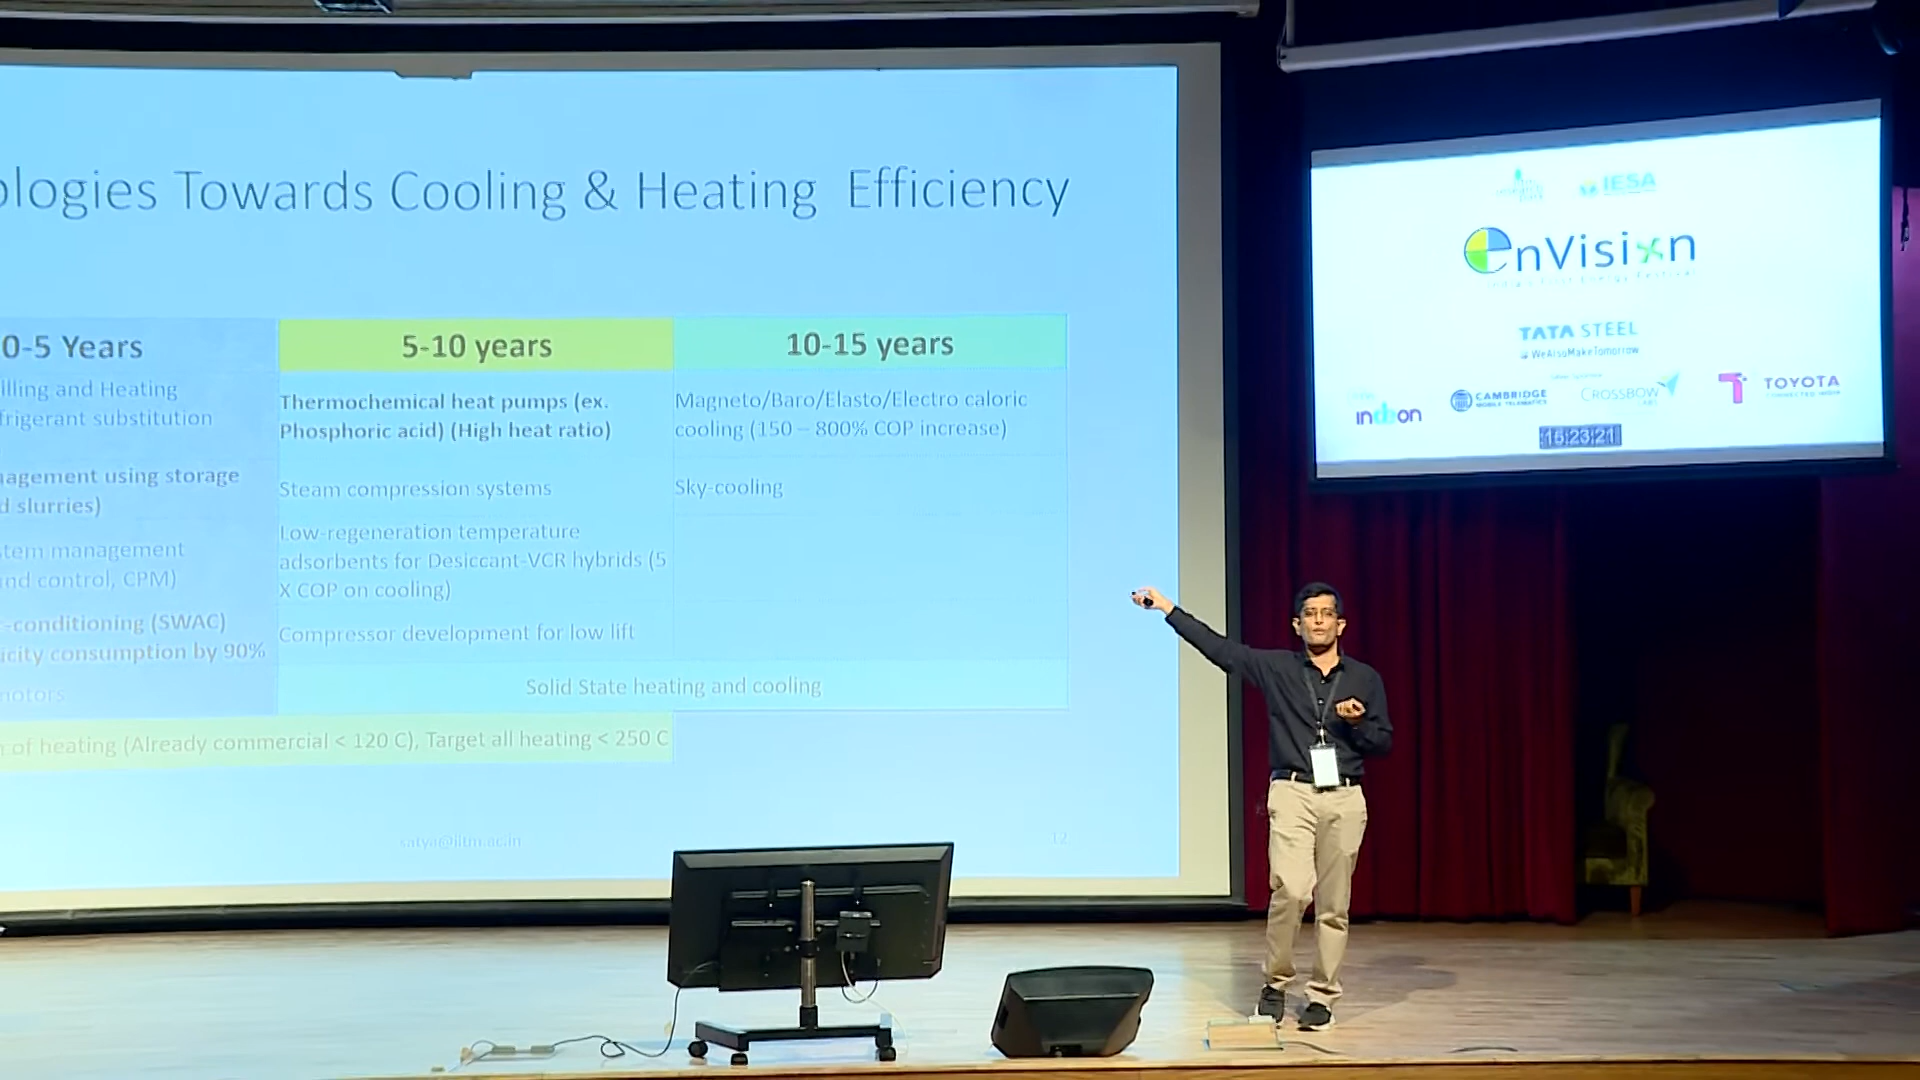 ologies Towards Cooling & Heating Efficiency
0-5 Years
illing and Heating
frigerant substitution
agement using storage
d slurries)
stem management
and control, CPM)
r-conditioning (SWAC)
icity consumption by 90%
motors
5-10 years
Thermochemical heat pumps (ex.
Phosphoric acid) (High heat ratio)
Steam compression systems
Low-regeneration temperature
adsorbents for Desiccant-VCR hybrids (5
X COP on cooling)
Compressor development for low lift
10-15 years
Magneto/Baro/Elasto/Electro caloric
cooling (150 – 800% COP increase)
Sky-cooling
Solid State heating and cooling
of heating (Already commercial < 120 C), Target all heating < 250 C
satya@iitm.ac.in
12
IESA
enVision
TATA STEEL
#WeAlsoMakeTomorrow
CAMBRIDGE
MOBILE TELEMATICS
CROSSBOW
TOYOTA
15:23:21